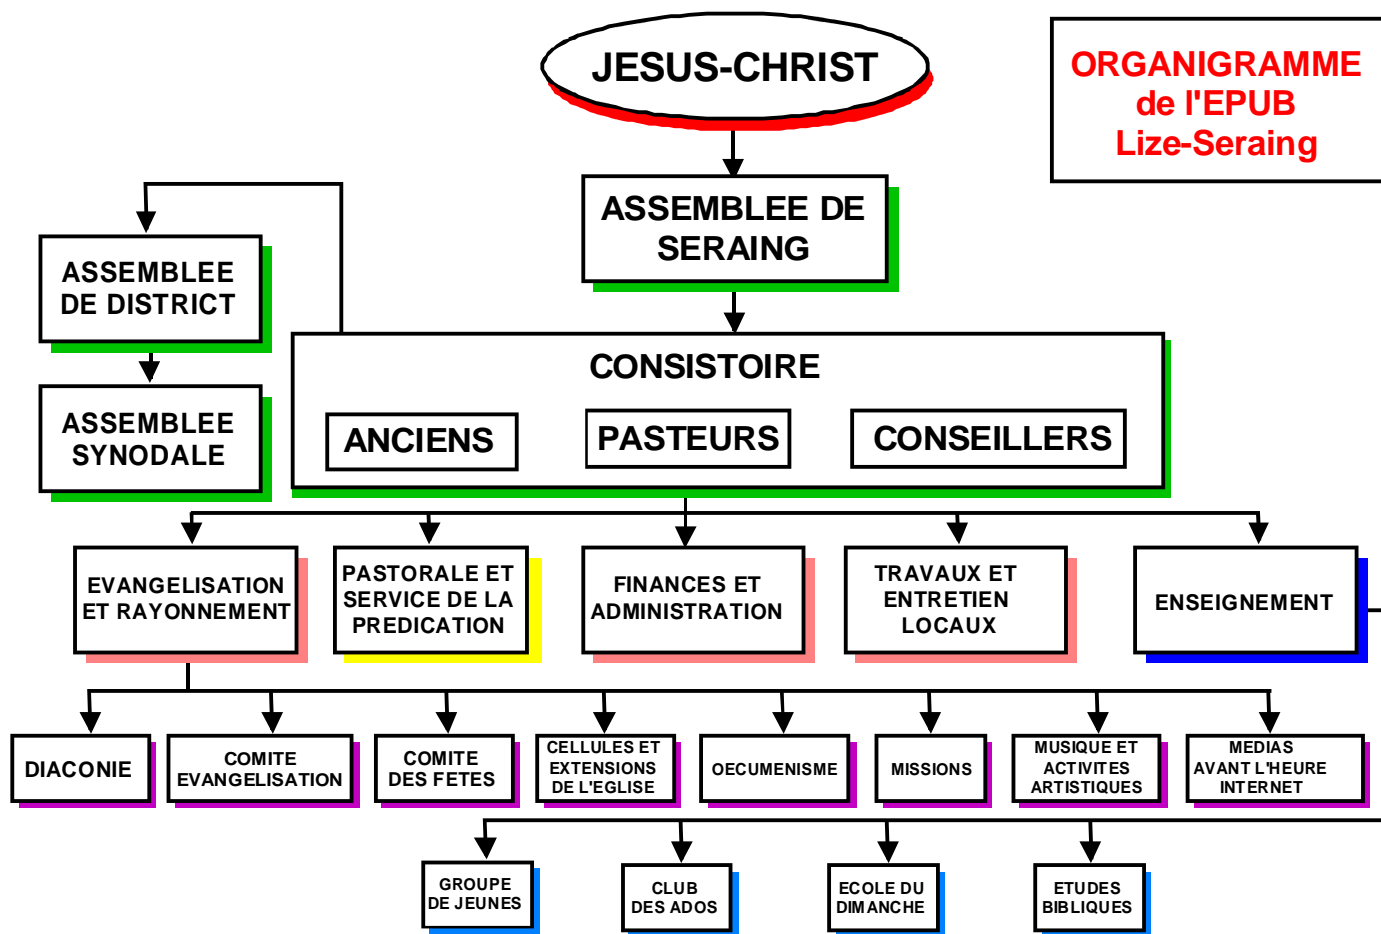 JESUS-CHRIST
ORGANIGRAMME
de l'EPUB
Lize-Seraing
ASSEMBLEE DE
SERAING
ASSEMBLEE
DE DISTRICT
ASSEMBLEE
SYNODALE
CONSISTOIRE
ANCIENS
PASTEURS
CONSEILLERS
EVANGELISATION
ET RAYONNEMENT
PASTORALE ET
SERVICE DE LA
PREDICATION
FINANCES ET
ADMINISTRATION
TRAVAUX ET
ENTRETIEN
LOCAUX
ENSEIGNEMENT
DIACONIE
COMITE
EVANGELISATION
COMITE
DES FETES
CELLULES ET
EXTENSIONS
DE L'EGLISE
OECUMENISME
MISSIONS
MUSIQUE ET
ACTIVITES
ARTISTIQUES
MEDIAS
AVANT L'HEURE
INTERNET
GROUPE
DE JEUNES
CLUB
DES ADOS
ECOLE DU
DIMANCHE
ETUDES
BIBLIQUES